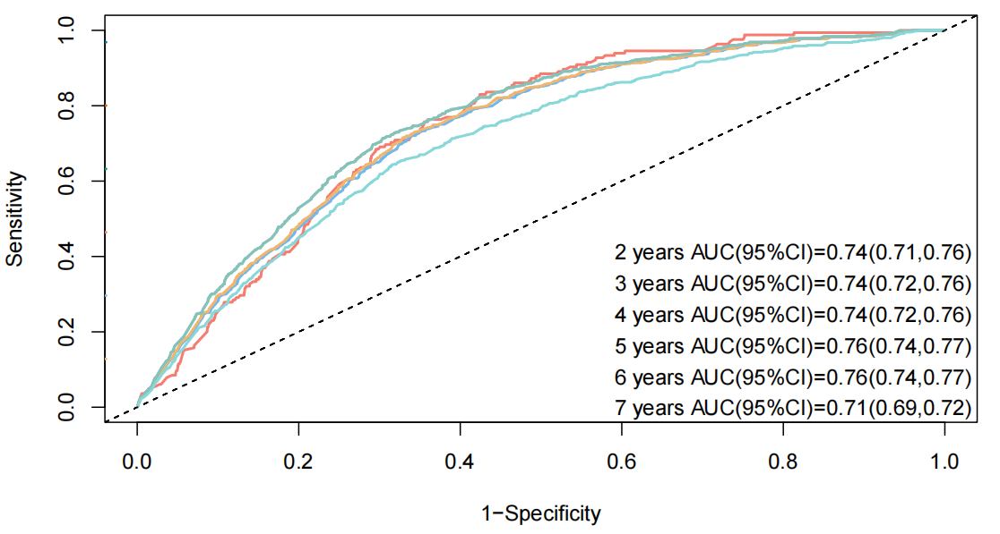 1.0
0.8
0.6
0.4
0.2
0.0
Sensitivity
2 years AUC(95%CI)=0.74(0.71,0.76)
3 years AUC(95%CI)=0.74(0.72,0.76)
4 years AUC(95%CI)=0.74(0.72,0.76)
5 years AUC(95%CI)=0.76(0.74,0.77)
6 years AUC(95%CI)=0.76(0.74,0.77)
7 years AUC(95%CI)=0.71(0.69,0.72)
0.0 0.2 0.4 0.6 0.8 1.0
1−Specificity